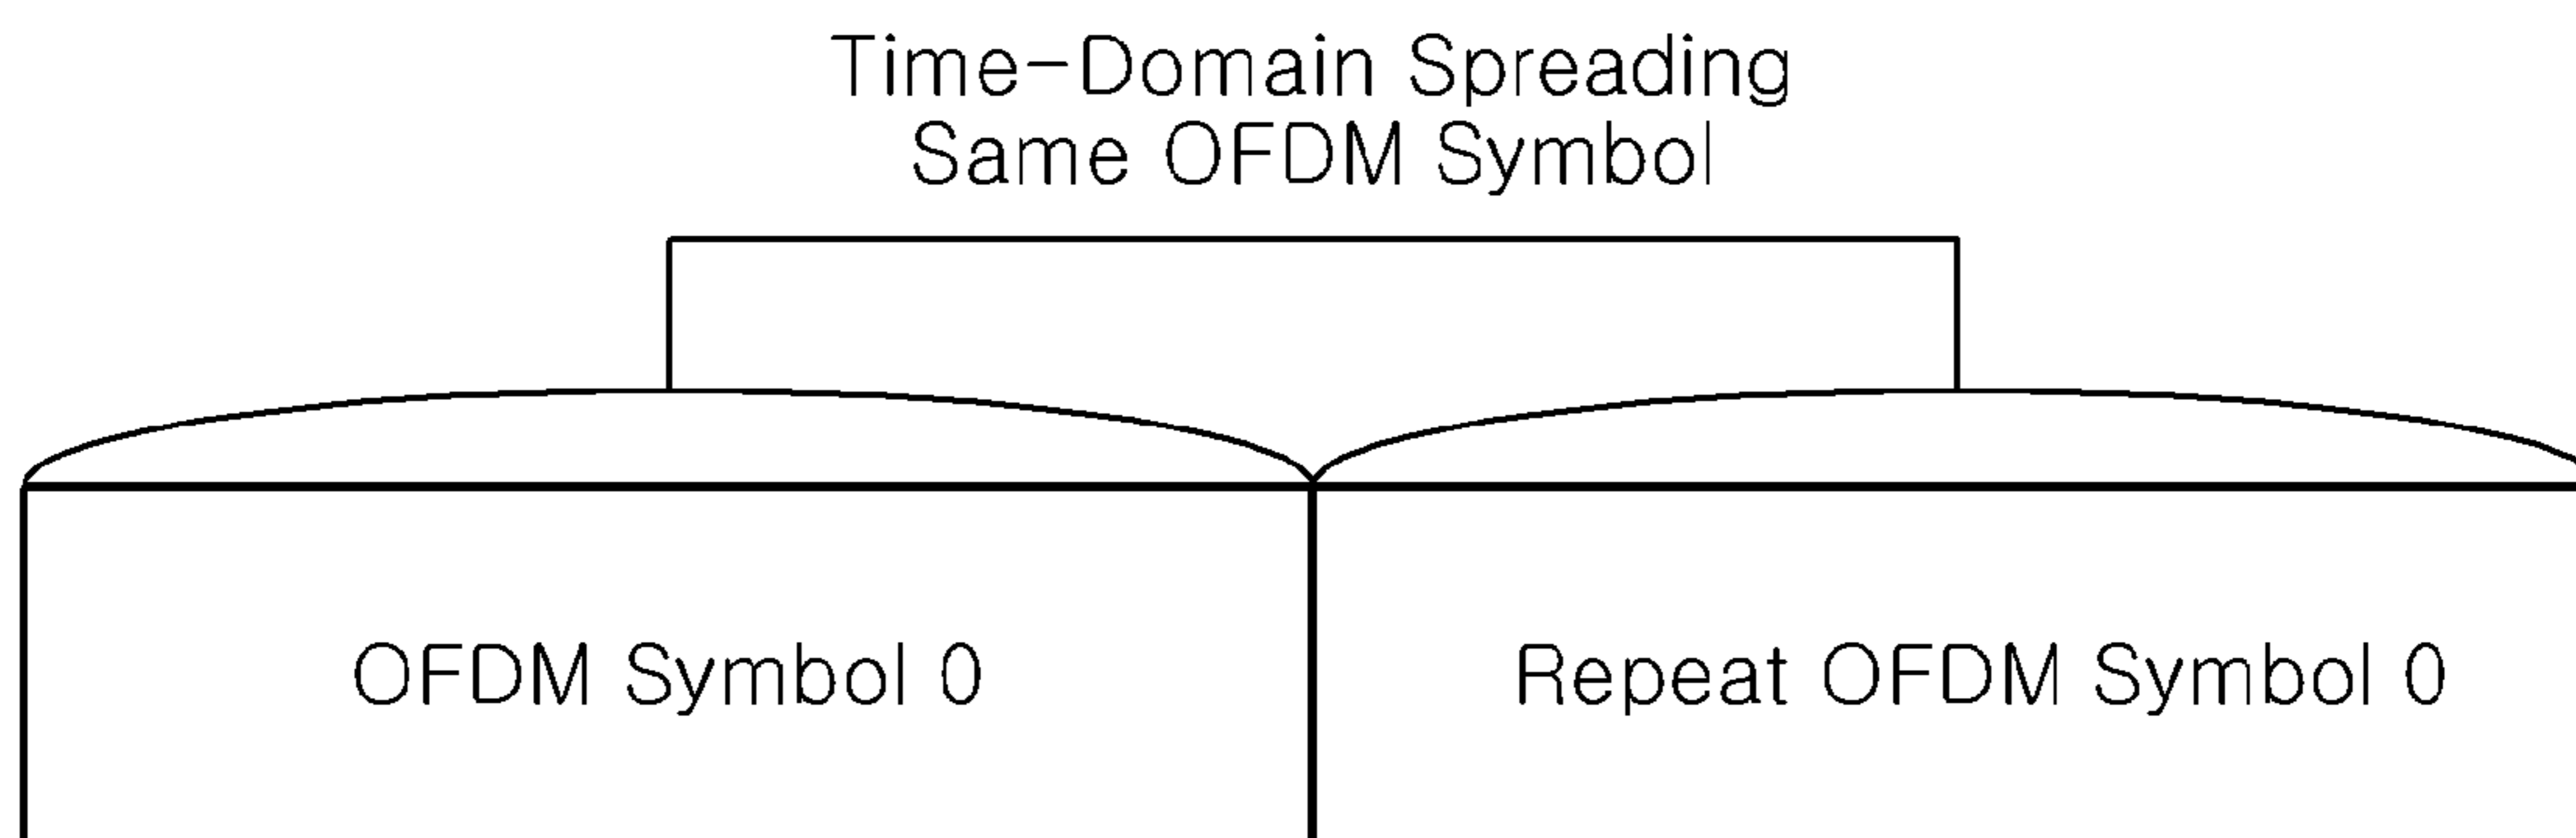 Time-Domain Spreading
Same OFDM Symbol
OFDM Symbol 0
Repeat OFDM Symbol 0